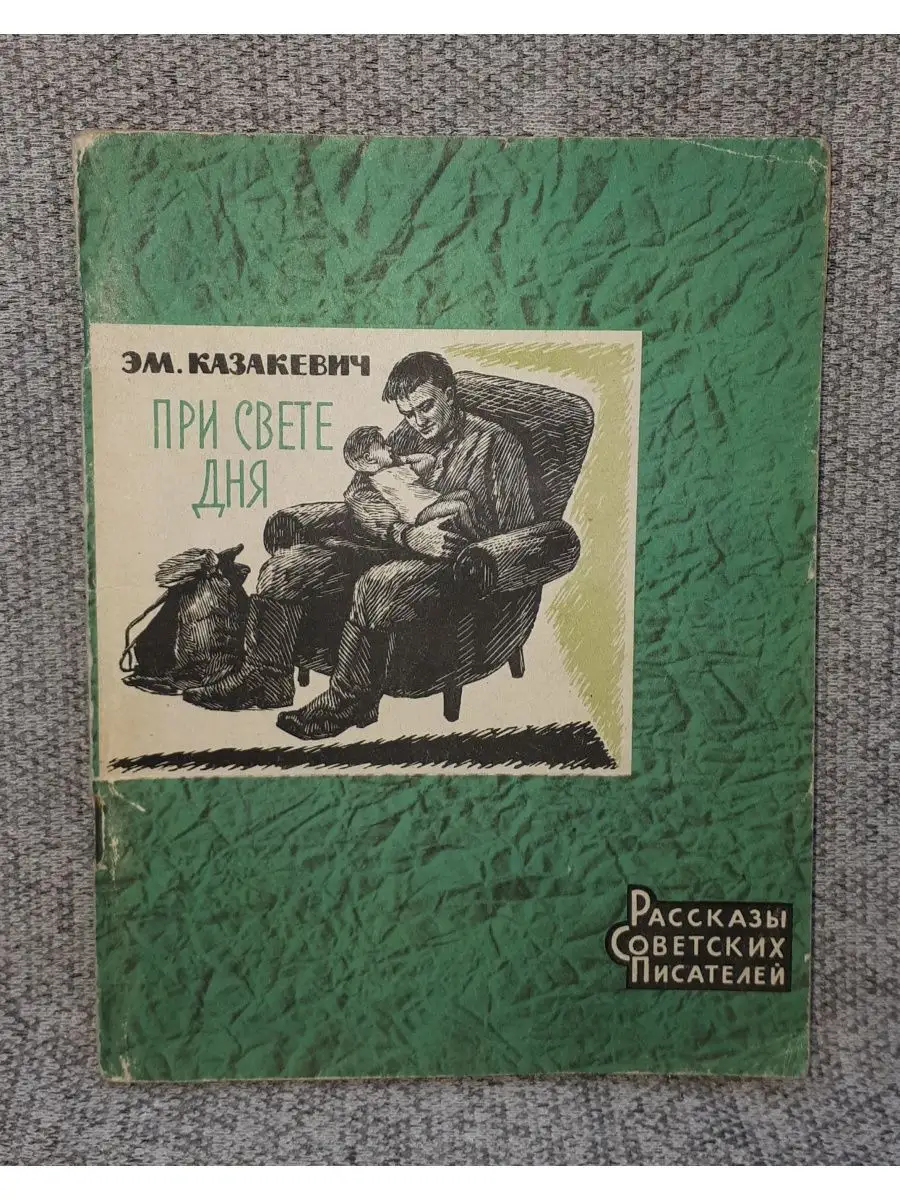 ЭМ. КАЗАКЕВИЧ
ПРИ СВЕТЕ
ДНЯ
РАССКАЗЫ
СОВЕТСКИХ
ПИСАТЕЛЕЙ